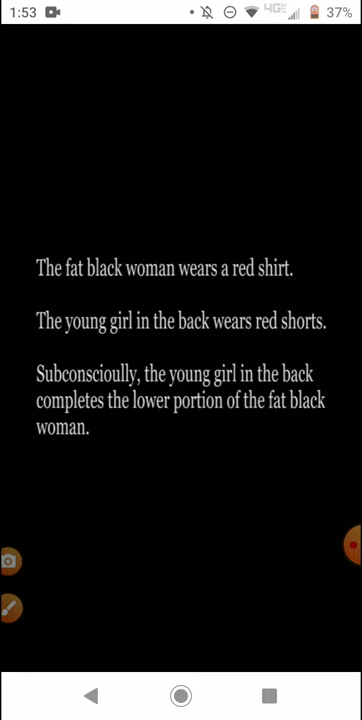 1:53
4G
37%
The fat black woman wears a red shirt.
The young girl in the back wears red shorts.
Subconscioully, the young girl in the back
completes the lower portion of the fat black
woman.